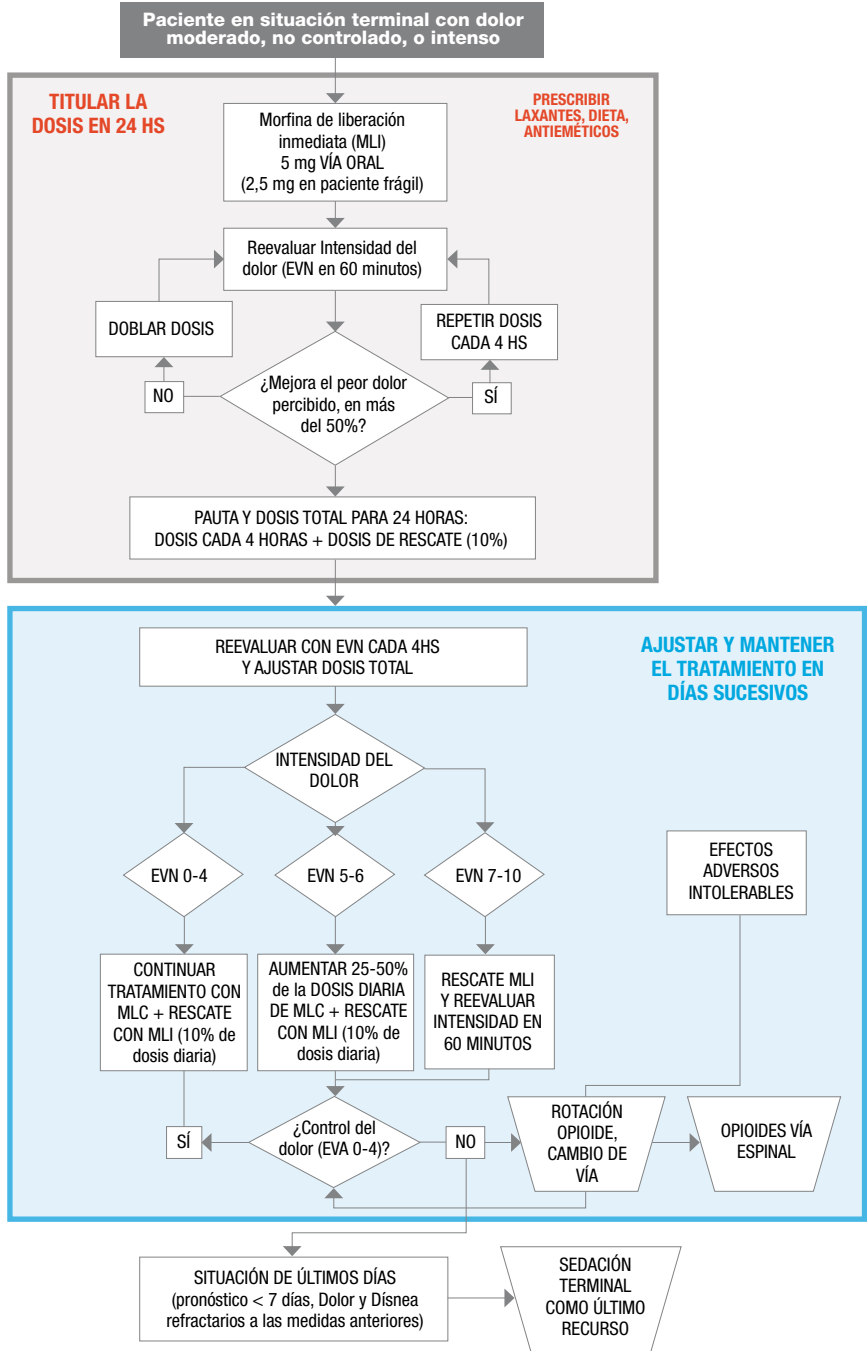 Paciente en situación terminal con dolor
moderado, no controlado, o intenso
TITULAR LA
DOSIS EN 24 HS
PRESCRIBIR
LAXANTES, DIETA,
ANTIEMÉTICOS
Morfina de liberación
inmediata (MLI)
5 mg VÍA ORAL
(2,5 mg en paciente frágil)
Reevaluar Intensidad del
dolor (EVN en 60 minutos)
DOBLAR DOSIS
REPETIR DOSIS
CADA 4 HS
NO
¿Mejora el peor dolor
percibido, en más
del 50%?
SÍ
PAUTA Y DOSIS TOTAL PARA 24 HORAS:
DOSIS CADA 4 HORAS + DOSIS DE RESCATE (10%)
REEVALUAR CON EVN CADA 4HS
Y AJUSTAR DOSIS TOTAL
AJUSTAR Y MANTENER
EL TRATAMIENTO EN
DÍAS SUCESIVOS
INTENSIDAD DEL
DOLOR
EVN 0-4
EVN 5-6
EVN 7-10
EFECTOS
ADVERSOS
INTOLERABLES
CONTINUAR
TRATAMIENTO CON
MLC + RESCATE
CON MLI (10% de
dosis diaria)
AUMENTAR 25-50%
de la DOSIS DIARIA
DE MLC + RESCATE
CON MLI (10% de
dosis diaria)
RESCATE MLI
Y REEVALUAR
INTENSIDAD EN
60 MINUTOS
SÍ
¿Control del
dolor (EVA 0-4)?
NO
ROTACIÓN
OPIOIDE,
CAMBIO DE
VÍA
OPIOIDES VÍA
ESPINAL
SITUACIÓN DE ÚLTIMOS DÍAS
(pronóstico < 7 días, Dolor y Dísnea
refractarios a las medidas anteriores)
SEDACIÓN
TERMINAL
COMO ÚLTIMO
RECURSO